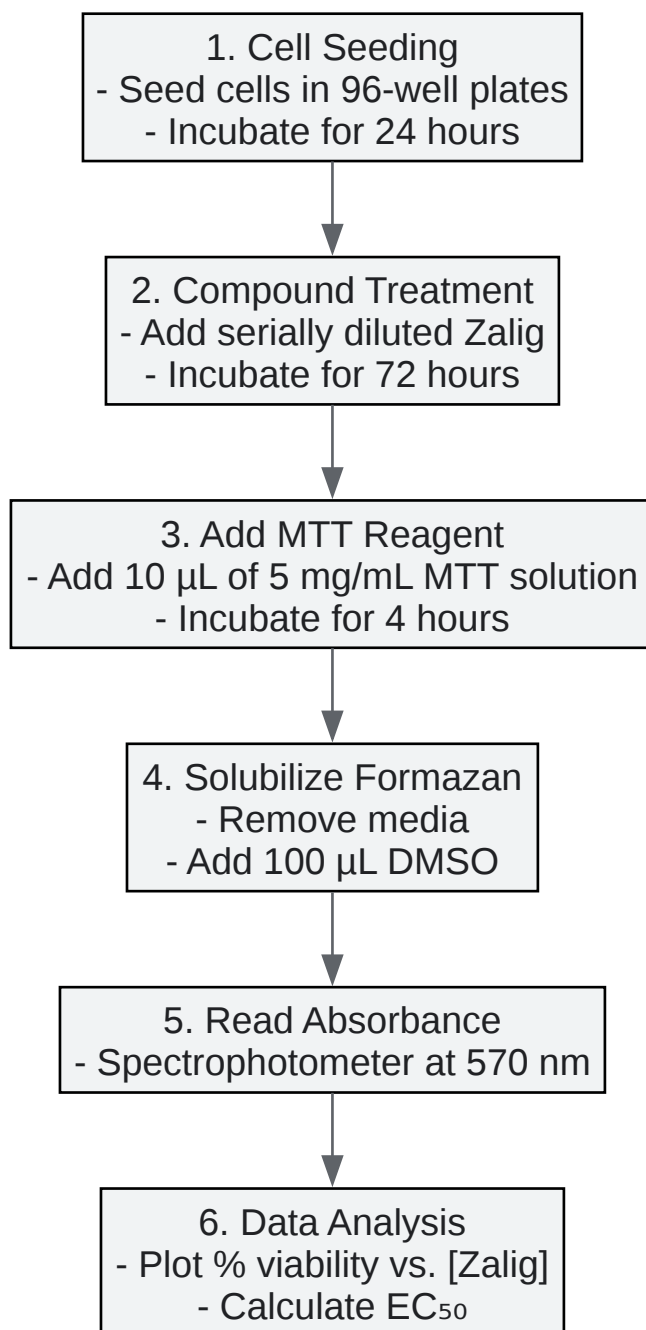 1. Cell Seeding
- Seed cells in 96-well plates
- Incubate for 24 hours
2. Compound Treatment
- Add serially diluted Zalig
- Incubate for 72 hours
3. Add MTT Reagent
- Add 10 µL of 5 mg/mL MTT solution
- Incubate for 4 hours
4. Solubilize Formazan
- Remove media
- Add 100 µL DMSO
5. Read Absorbance
- Spectrophotometer at 570 nm
6. Data Analysis
- Plot % viability vs. [Zalig]
- Calculate EC₅₀